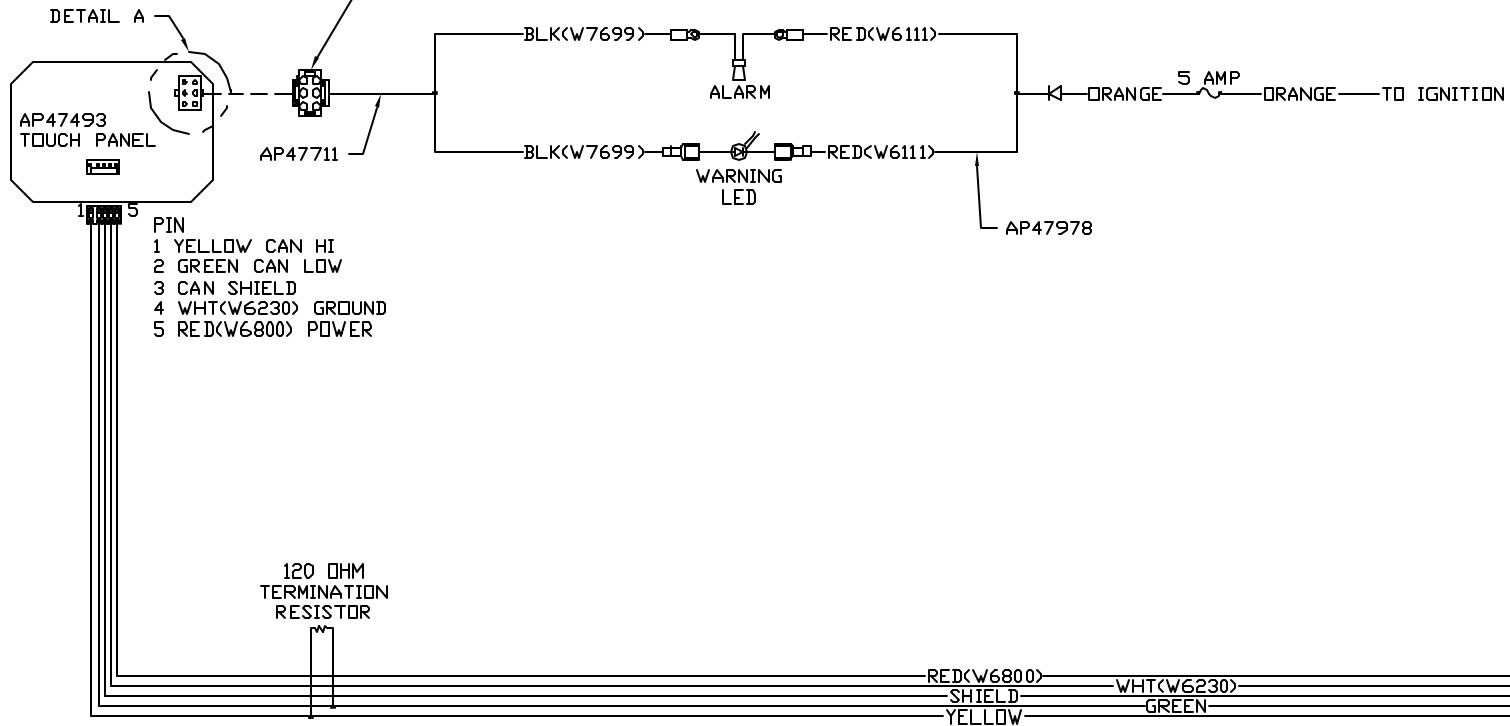 DETAIL A
BLK(W7699)
RED(W6111)
ALARM
5 AMP
ORANGE
ORANGE
TO IGNITION
AP47493
TOUCH PANEL
AP47711
BLK(W7699)
RED(W6111)
WARNING
LED
AP47978
1
5
PIN
1 YELLOW CAN HI
2 GREEN CAN LOW
3 CAN SHIELD
4 WHT(W6230) GROUND
5 RED(W6800) POWER
120 OHM
TERMINATION
RESISTOR
RED(W6800)
WHT(W6230)
SHIELD
GREEN
YELLOW